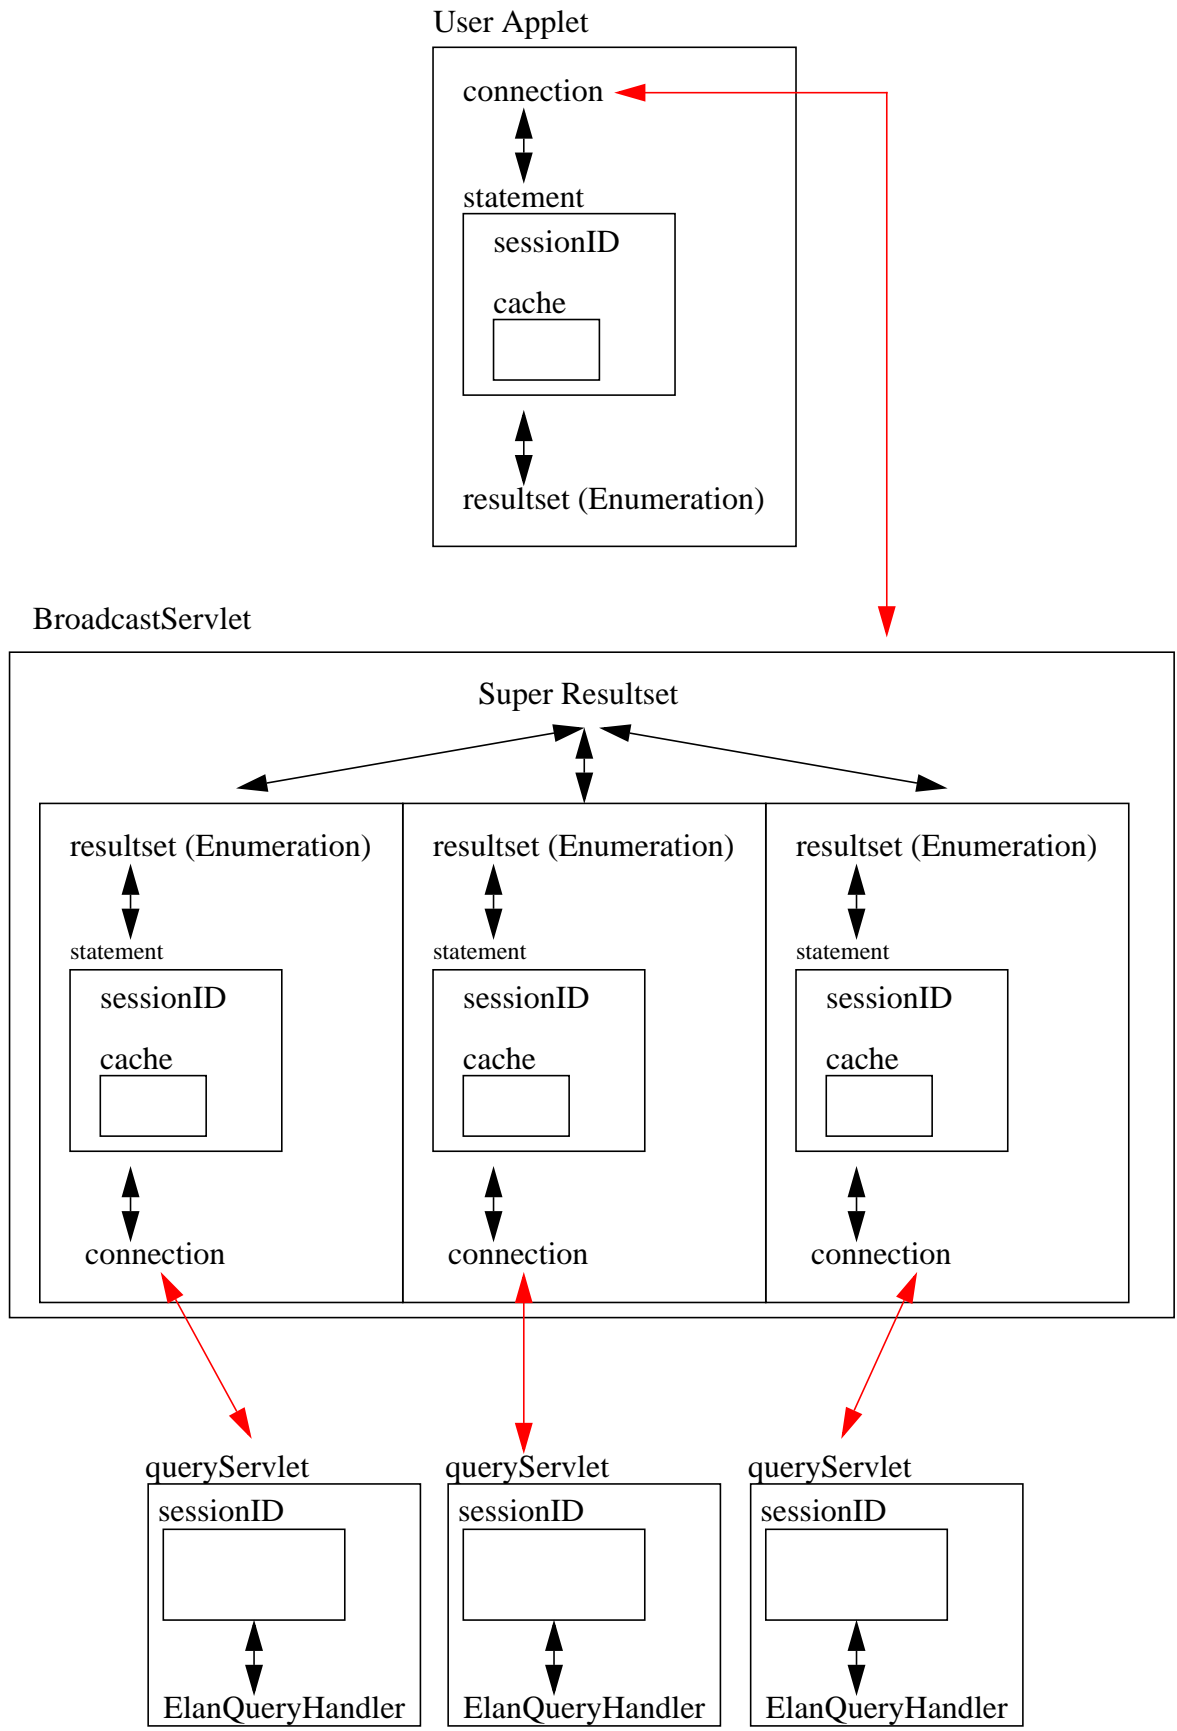 User Applet
connection
statement
sessionID
cache
resultset (Enumeration)
BroadcastServlet
Super Resultset
resultset (Enumeration) resultset (Enumeration) resultset (Enumeration)
statement statement statement
sessionID sessionID sessionID
cache cache cache
connection connection connection
queryServlet queryServlet queryServlet
sessionID sessionID sessionID
ElanQueryHandler ElanQueryHandler ElanQueryHandler